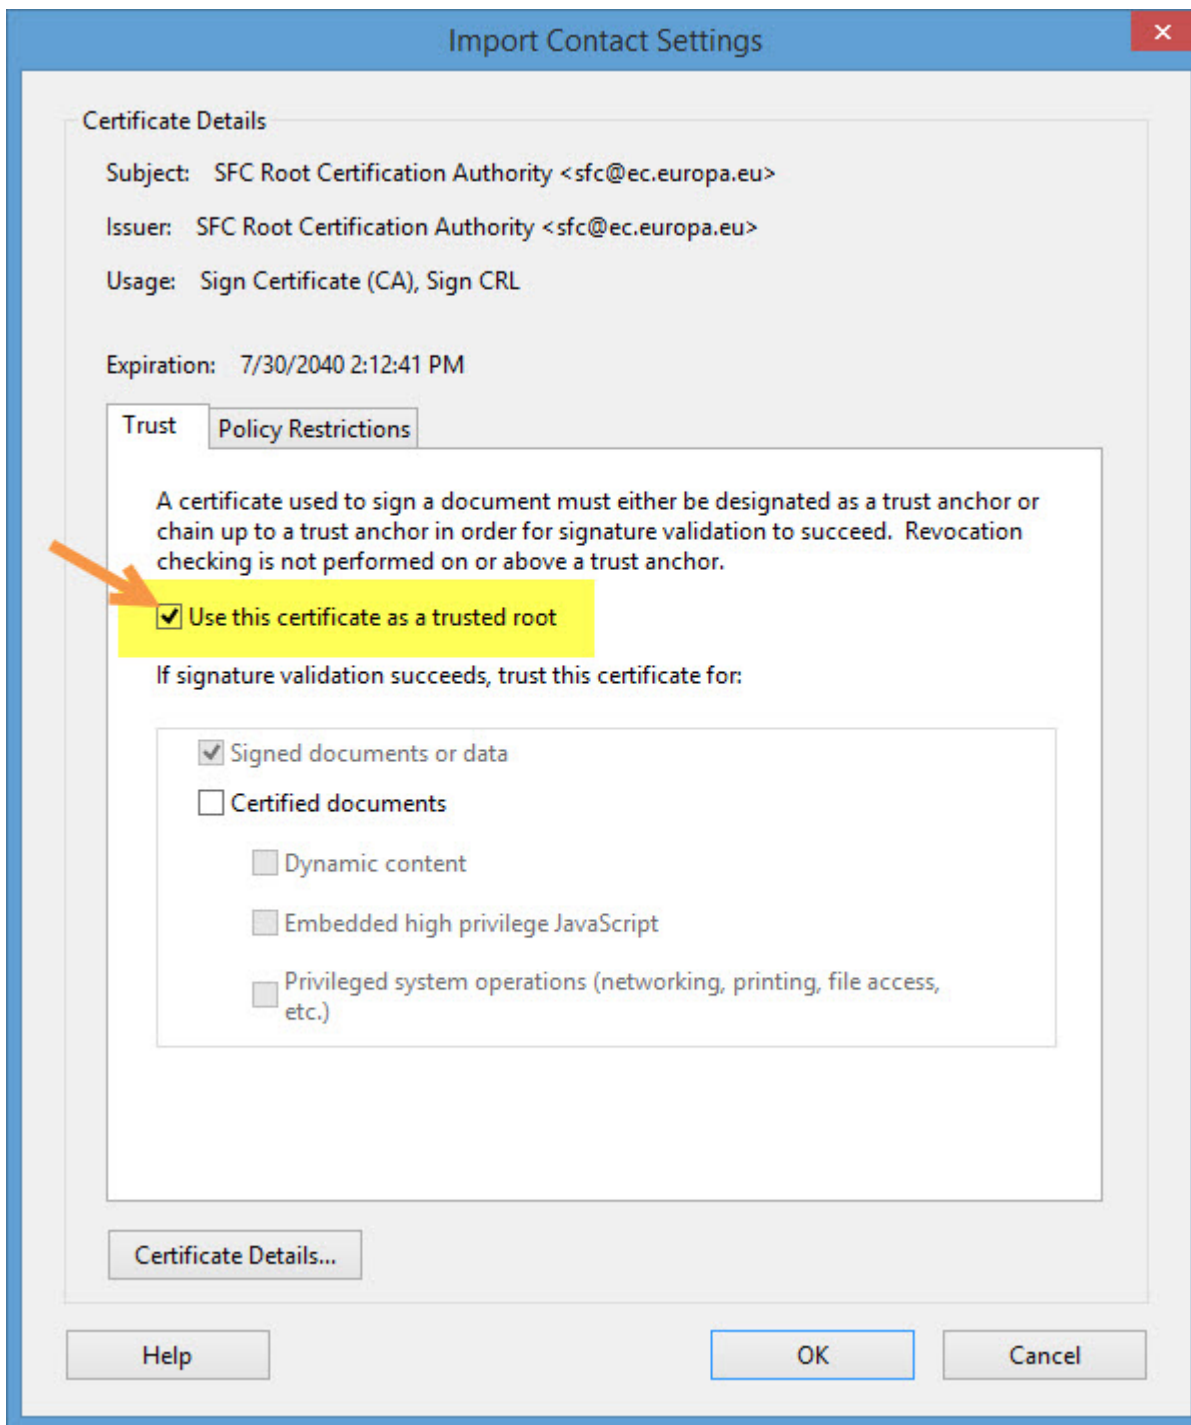 Import Contact Settings
Certificate Details
Subject: SFC Root Certification Authority <sfc@ec.europa.eu>
Issuer: SFC Root Certification Authority <sfc@ec.europa.eu>
Usage: Sign Certificate (CA), Sign CRL
Expiration: 7/30/2040 2:12:41 PM
Trust
Policy Restrictions
A certificate used to sign a document must either be designated as a trust anchor or
chain up to a trust anchor in order for signature validation to succeed. Revocation
checking is not performed on or above a trust anchor.
Use this certificate as a trusted root
If signature validation succeeds, trust this certificate for:
Signed documents or data
Certified documents
Dynamic content
Embedded high privilege JavaScript
Privileged system operations (networking, printing, file access,
etc.)
Certificate Details...
Help
OK
Cancel